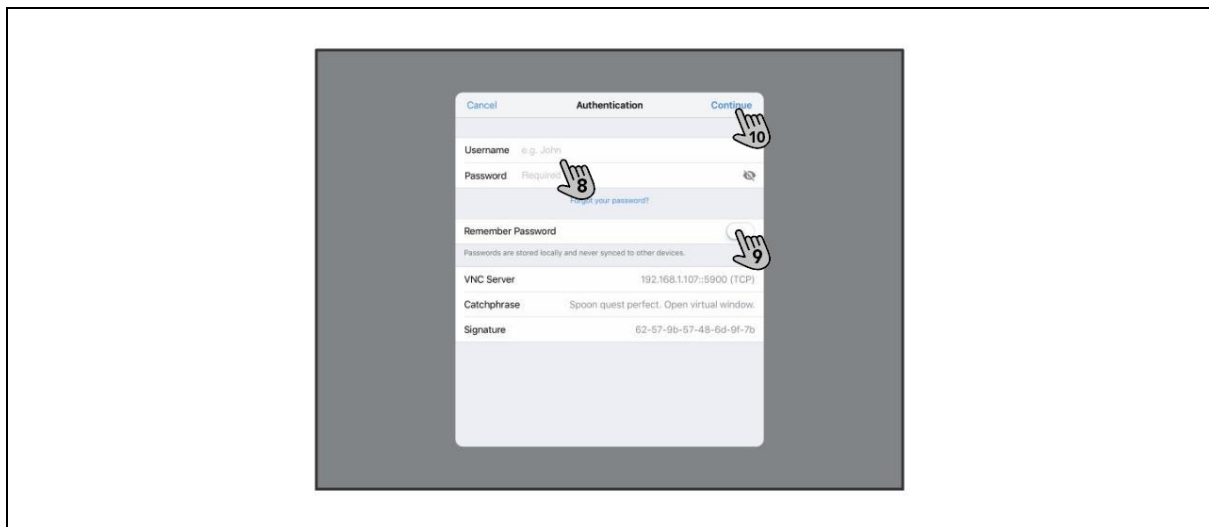 Cancel Authentication Continue
10
Username e.g. John
Password Required
8
Forgot your password?
Remember Password
9
Passwords are stored locally and never synced to other devices.
VNC Server 192.168.1.107::5900 (TCP)
Catchphrase Spoon quest perfect. Open virtual window.
Signature 62-57-9b-67-48-6d-9f-7b